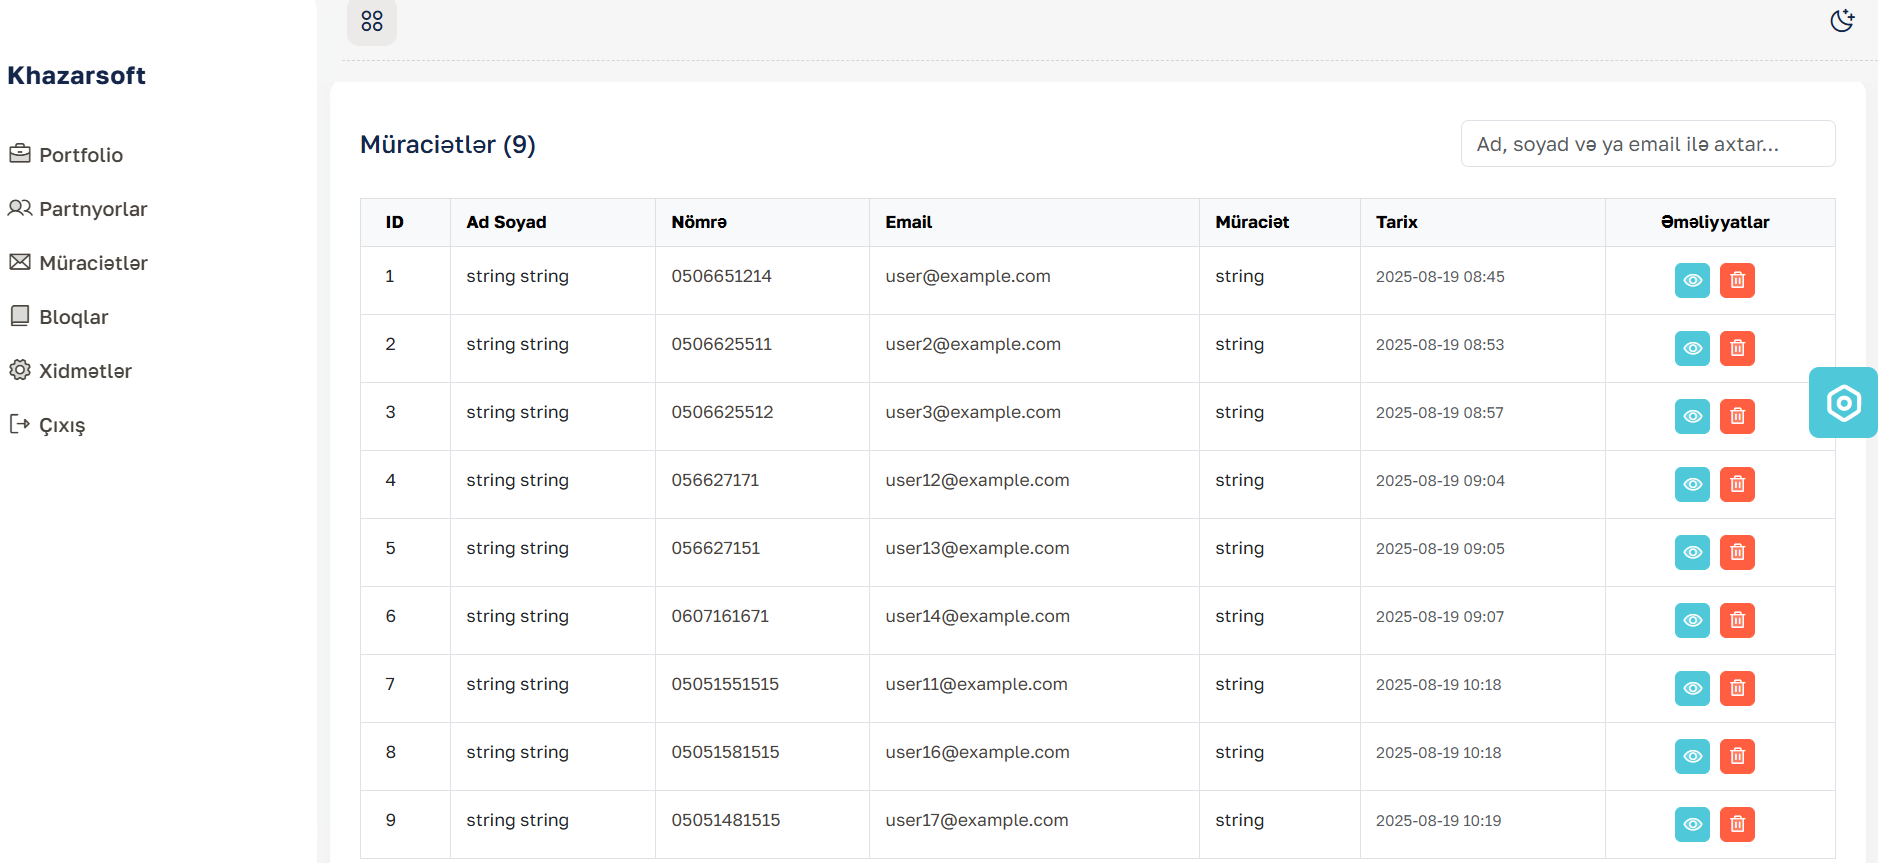 Khazarsoft
Portfolio
Partnyorlar
Müraciətlər
Bloqlar
Xidmətlər
Çıxış
Müraciətlər (9)
Ad, soyad və ya email ilə axtar...
ID Ad Soyad Nömrə Email Müraciət Tarix Əməliyyatlar
1 string string 0506651214 user@example.com string 2025-08-19 08:45
2 string string 0506625511 user2@example.com string 2025-08-19 08:53
3 string string 0506625512 user3@example.com string 2025-08-19 08:57
4 string string 056627171 user12@example.com string 2025-08-19 09:04
5 string string 056627151 user13@example.com string 2025-08-19 09:05
6 string string 0607161671 user14@example.com string 2025-08-19 09:07
7 string string 05051551515 user11@example.com string 2025-08-19 10:18
8 string string 05051581515 user16@example.com string 2025-08-19 10:18
9 string string 05051481515 user17@example.com string 2025-08-19 10:19